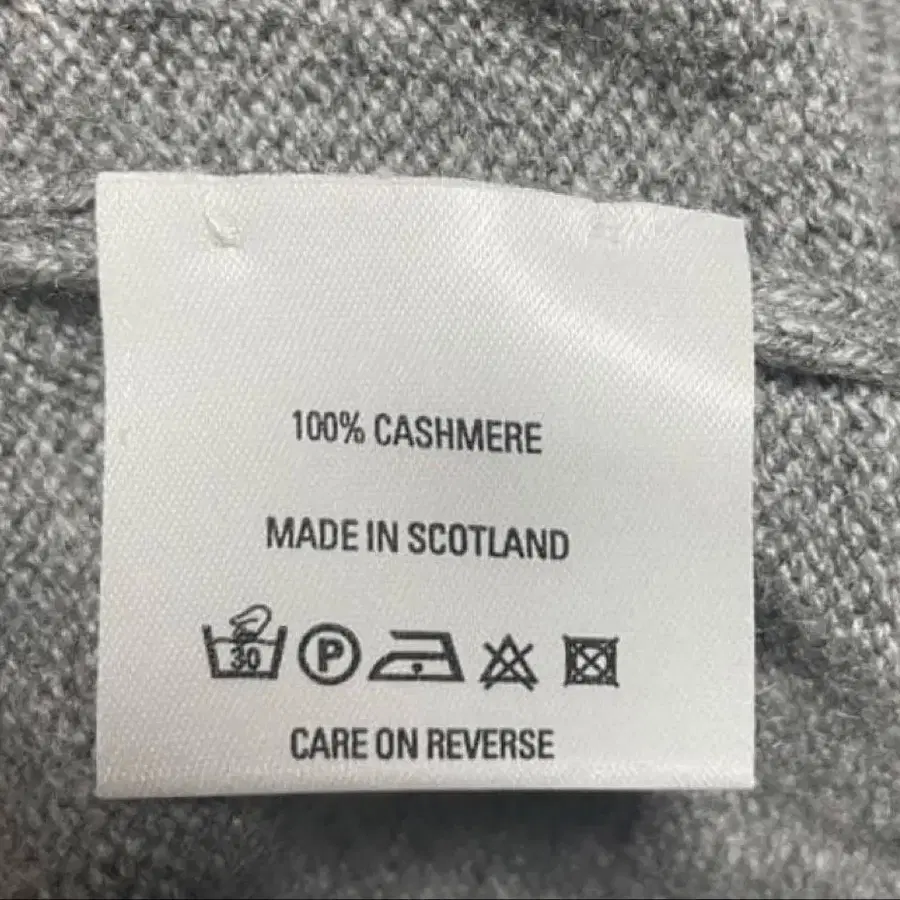 100% CASHMERE
MADE IN SCOTLAND
30 P
CARE ON REVERSE